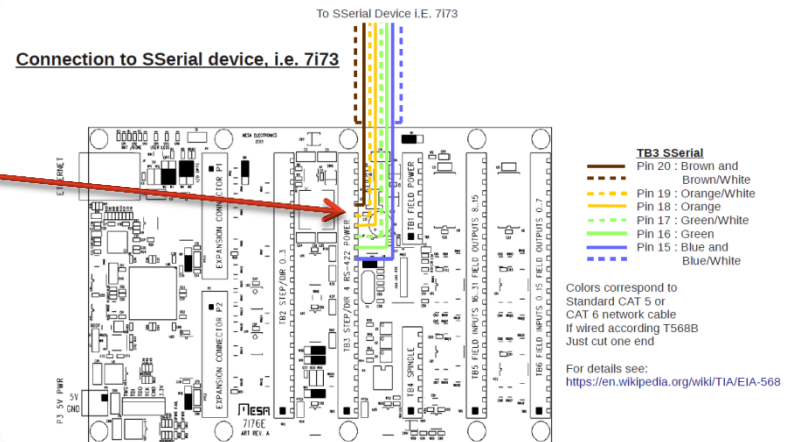 To SSerial Device i.E. 7i73
Connection to SSerial device, i.e. 7i73
TB3 SSerial
Pin 20 : Brown and
Brown/White
Pin 19 : Orange/White
Pin 18 : Orange
Pin 17 : Green/White
Pin 16 : Green
Pin 15 : Blue and
Blue/White
Colors correspond to
Standard CAT 5 or
CAT 6 network cable
If wired according T568B
Just cut one end
For details see:
https://en.wikipedia.org/wiki/TIA/EIA-568
ETHERNET
MESA ELECTRONICS
EXPANSION CONNECTOR P1
EXPANSION CONNECTOR P2
TB2 STEP/DIR 0..3
TB3 STEP/DIR 4 RS-422 POWER
TB1 FIELD POWER
TB4 SPINDLE
TB5 FIELD INPUTS 16..31 FIELD OUTPUTS 8..15
TB6 FIELD INPUTS 0..15 FIELD OUTPUTS 0..7
P3 5V PWR
5V
GND
MESA
7I76E
ART REV. A